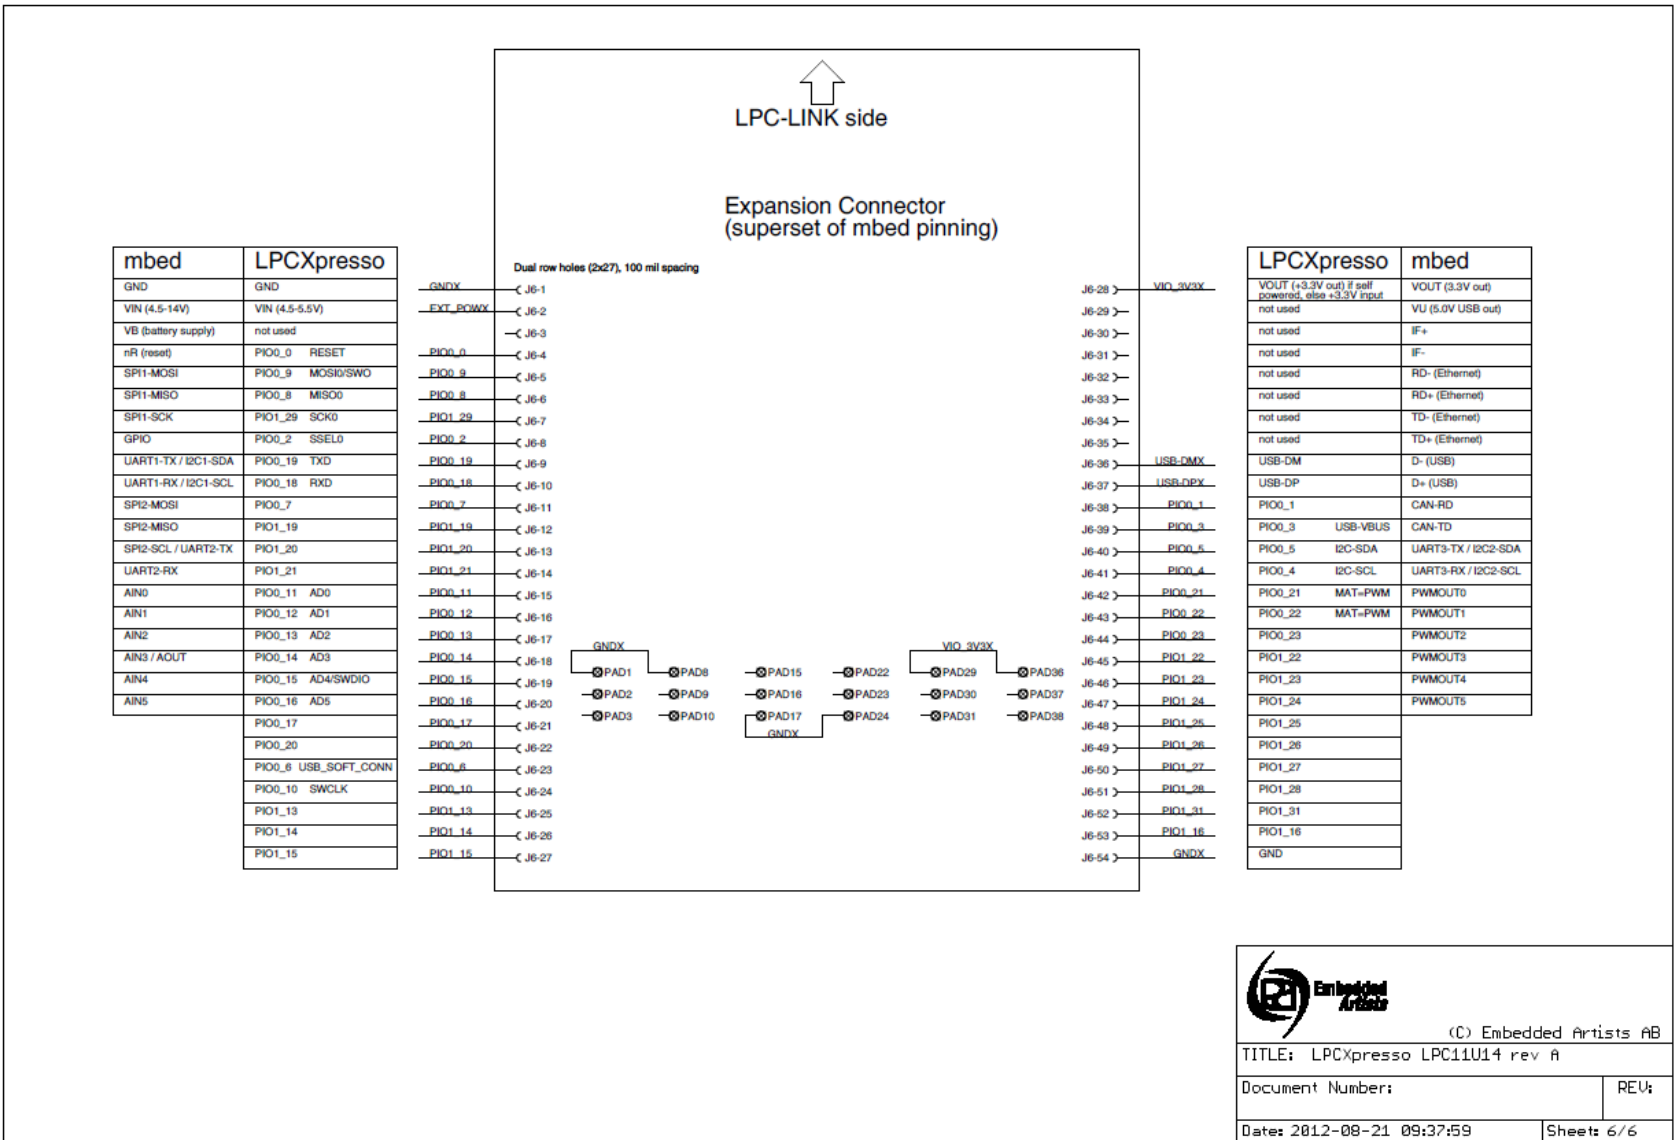 LPC-LINK side
Expansion Connector
(superset of mbed pinning)
Dual row holes (2x27), 100 mil spacing
mbed LPCXpresso
GND GND GNDX J6-1
VIN (4.5-14V) VIN (4.5-5.5V) EXT_POWX J6-2
VB (battery supply) not used J6-3
nR (reset) PIO0_0 RESET PIO0_0 J6-4
SPI1-MOSI PIO0_9 MOSI0/SWO PIO0_9 J6-5
SPI1-MISO PIO0_8 MISO0 PIO0_8 J6-6
SPI1-SCK PIO1_29 SCK0 PIO1_29 J6-7
GPIO PIO0_2 SSEL0 PIO0_2 J6-8
UART1-TX / I2C1-SDA PIO0_19 TXD PIO0_19 J6-9
UART1-RX / I2C1-SCL PIO0_18 RXD PIO0_18 J6-10
SPI2-MOSI PIO0_7 PIO0_7 J6-11
SPI2-MISO PIO1_19 PIO1_19 J6-12
SPI2-SCL / UART2-TX PIO1_20 PIO1_20 J6-13
UART2-RX PIO1_21 PIO1_21 J6-14
AIN0 PIO0_11 AD0 PIO0_11 J6-15
AIN1 PIO0_12 AD1 PIO0_12 J6-16
AIN2 PIO0_13 AD2 PIO0_13 J6-17
AIN3 / AOUT PIO0_14 AD3 PIO0_14 J6-18
AIN4 PIO0_15 AD4/SWDIO PIO0_15 J6-19
AIN5 PIO0_16 AD5 PIO0_16 J6-20
PIO0_17 PIO0_17 J6-21
PIO0_20 PIO0_20 J6-22
PIO0_6 USB_SOFT_CONN PIO0_6 J6-23
PIO0_10 SWCLK PIO0_10 J6-24
PIO1_13 PIO1_13 J6-25
PIO1_14 PIO1_14 J6-26
PIO1_15 PIO1_15 J6-27
GNDX VIO_3V3X
PAD1 PAD8 PAD15 PAD22 PAD29 PAD36
PAD2 PAD9 PAD16 PAD23 PAD30 PAD37
PAD3 PAD10 PAD17 PAD24 PAD31 PAD38
GNDX
LPCXpresso mbed
J6-28 VIO_3V3X VOUT (+3.3V out) if self powered, else +3.3V input VOUT (3.3V out)
J6-29 not used VU (5.0V USB out)
J6-30 not used IF+
J6-31 not used IF-
J6-32 not used RD- (Ethernet)
J6-33 not used RD+ (Ethernet)
J6-34 not used TD- (Ethernet)
J6-35 not used TD+ (Ethernet)
J6-36 USB-DMX USB-DM D- (USB)
J6-37 USB-DPX USB-DP D+ (USB)
J6-38 PIO0_1 PIO0_1 CAN-RD
J6-39 PIO0_3 PIO0_3 USB-VBUS CAN-TD
J6-40 PIO0_5 PIO0_5 I2C-SDA UART3-TX / I2C2-SDA
J6-41 PIO0_4 PIO0_4 I2C-SCL UART3-RX / I2C2-SCL
J6-42 PIO0_21 PIO0_21 MAT=PWM PWMOUT0
J6-43 PIO0_22 PIO0_22 MAT=PWM PWMOUT1
J6-44 PIO0_23 PIO0_23 PWMOUT2
J6-45 PIO1_22 PIO1_22 PWMOUT3
J6-46 PIO1_23 PIO1_23 PWMOUT4
J6-47 PIO1_24 PIO1_24 PWMOUT5
J6-48 PIO1_25 PIO1_25
J6-49 PIO1_26 PIO1_26
J6-50 PIO1_27 PIO1_27
J6-51 PIO1_28 PIO1_28
J6-52 PIO1_31 PIO1_31
J6-53 PIO1_16 PIO1_16
J6-54 GNDX GND
Embedded
Artists
(C) Embedded Artists AB
TITLE: LPCXpresso LPC11U14 rev A
Document Number: REV:
Date: 2012-08-21 09:37:59 Sheet: 6/6